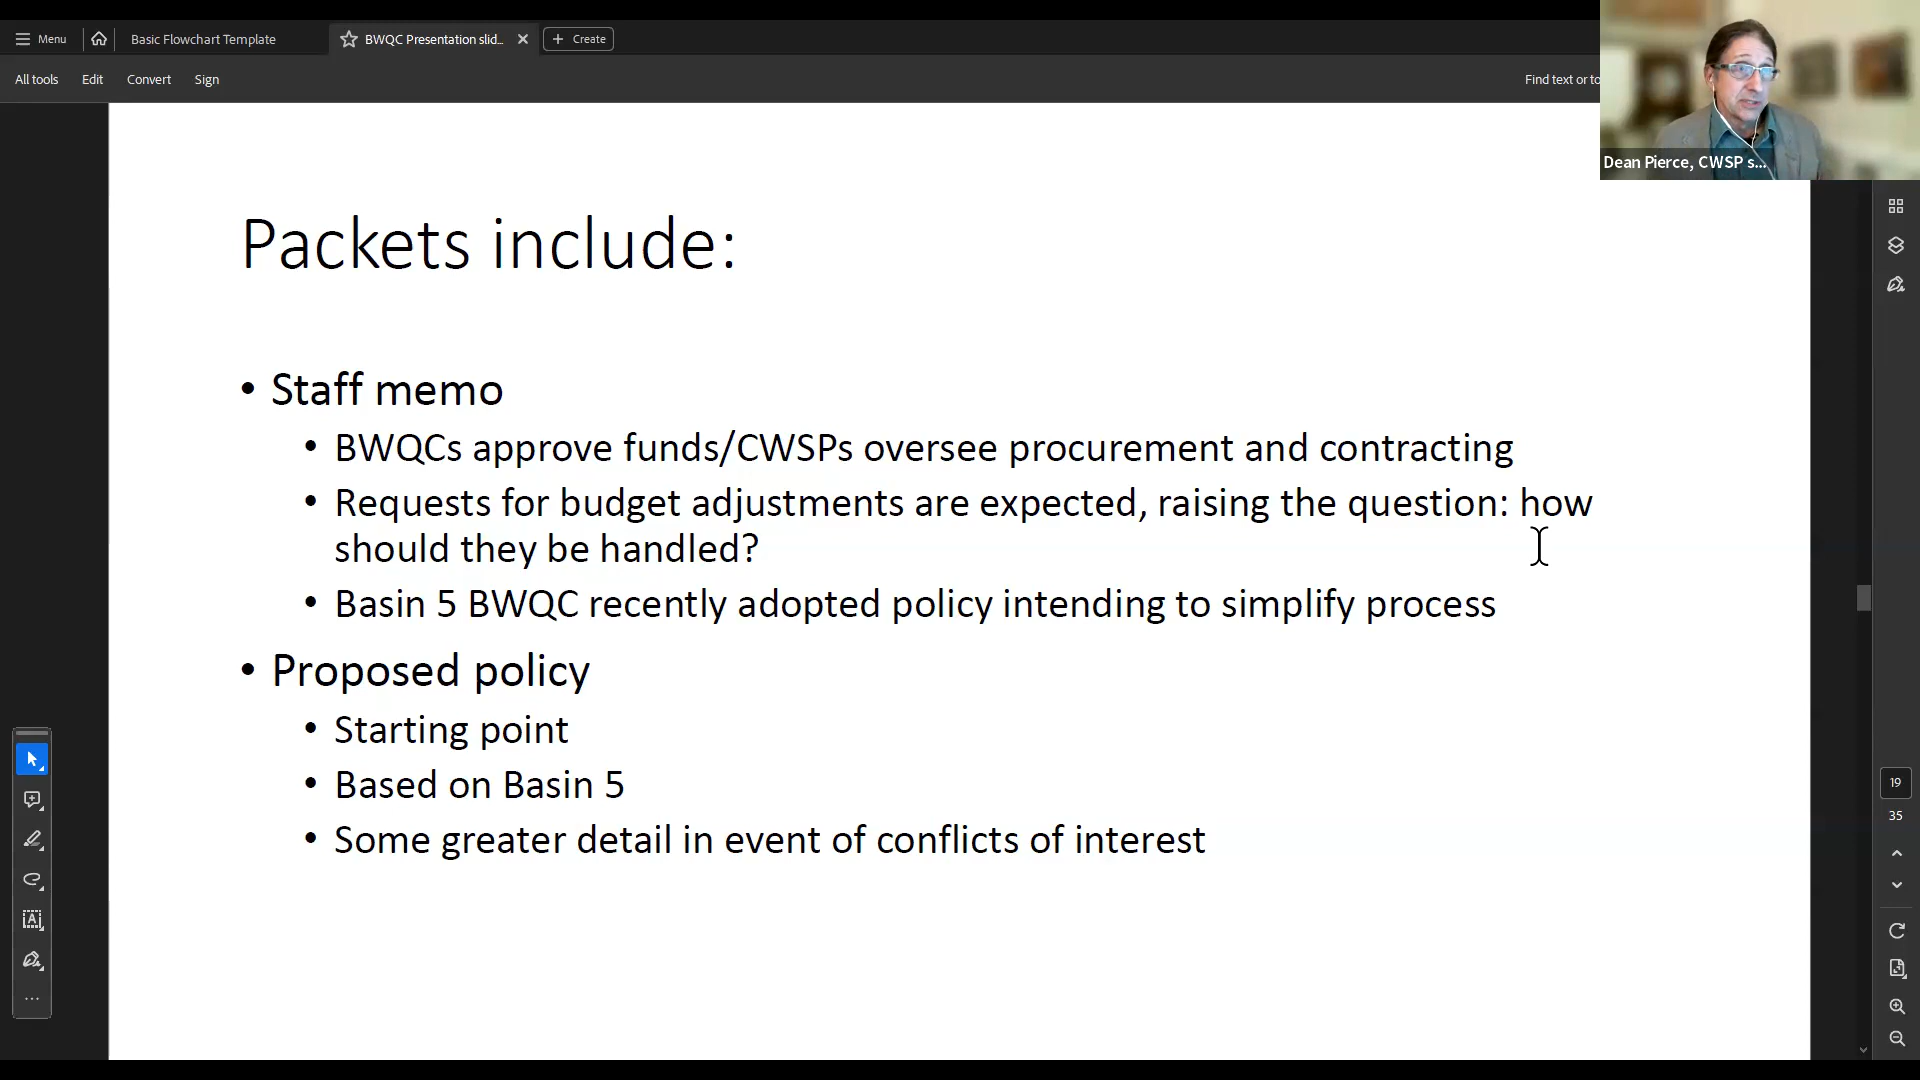 Menu
Basic Flowchart Template
BWQC Presentation slid...
Create
All tools
Edit
Convert
Sign
Find text or to
Dean Pierce, CWSP s...
Packets include:
• Staff memo
• BWQCs approve funds/CWSPs oversee procurement and contracting
• Requests for budget adjustments are expected, raising the question: how
should they be handled?
• Basin 5 BWQC recently adopted policy intending to simplify process
• Proposed policy
• Starting point
• Based on Basin 5
• Some greater detail in event of conflicts of interest
19
35